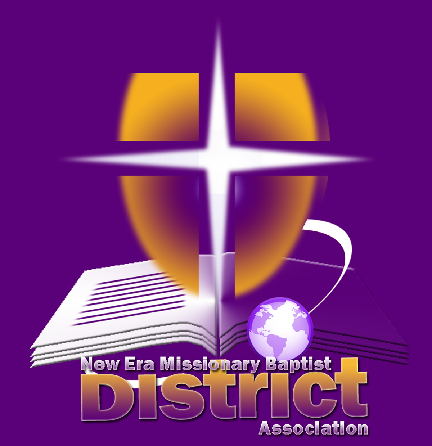 New Era Missionary Baptist
District
Association